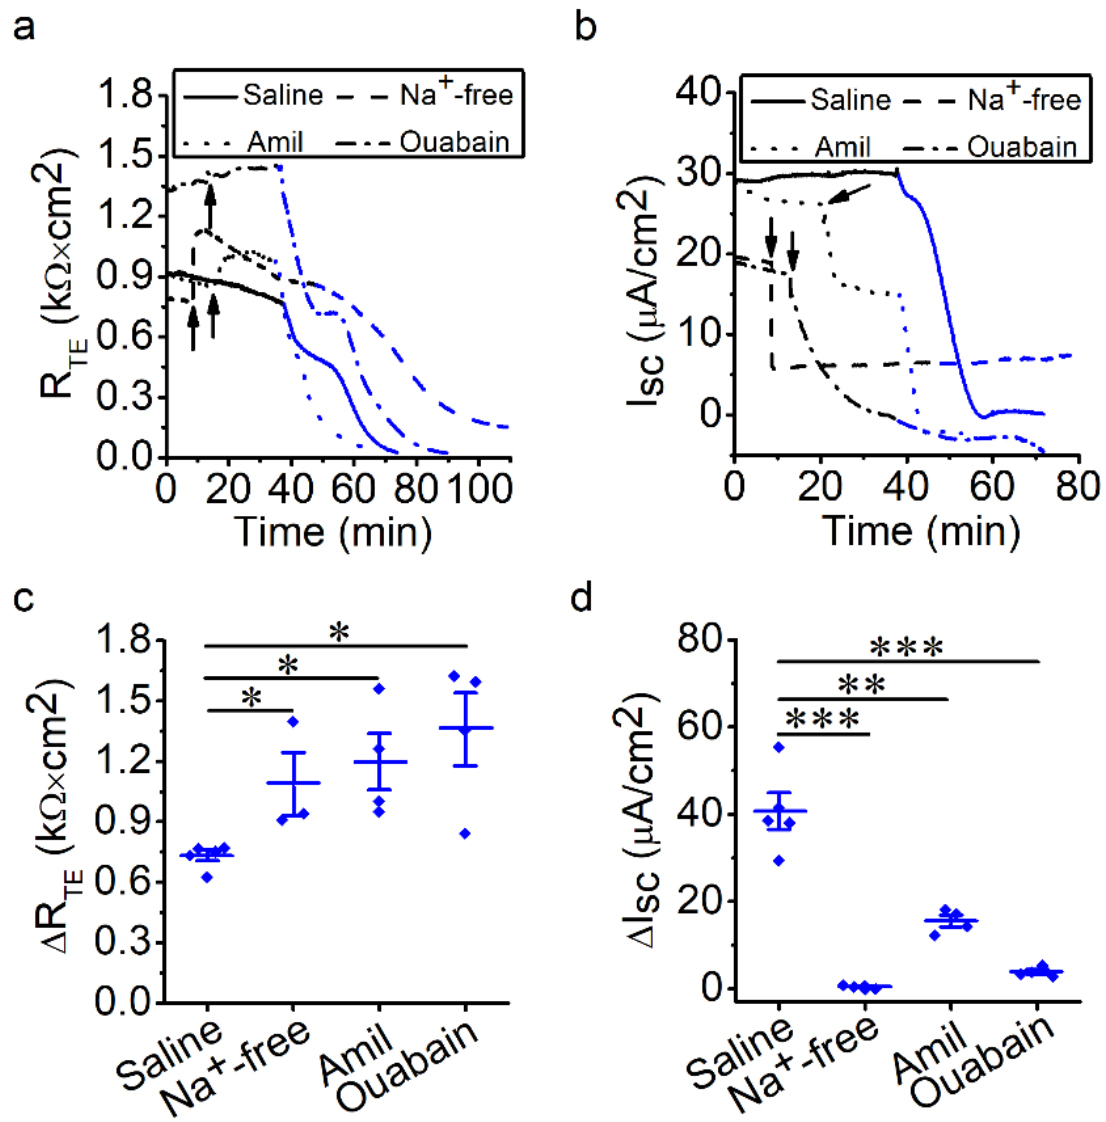 a
Saline Na+-free
Amil Ouabain
RTE (kΩ×cm2)
1.8
1.5
1.2
0.9
0.6
0.3
0.0
0 20 40 60 80 100
Time (min)
b
Saline Na+-free
Amil Ouabain
Isc (μA/cm2)
40
30
20
10
0
0 20 40 60 80
Time (min)
c
ΔRTE (kΩ×cm2)
1.8
1.5
1.2
0.9
0.6
0.3
0.0
*
*
*
Saline Na+-free Amil Ouabain
d
ΔIsc (μA/cm2)
80
60
40
20
0
***
**
***
Saline Na+-free Amil Ouabain